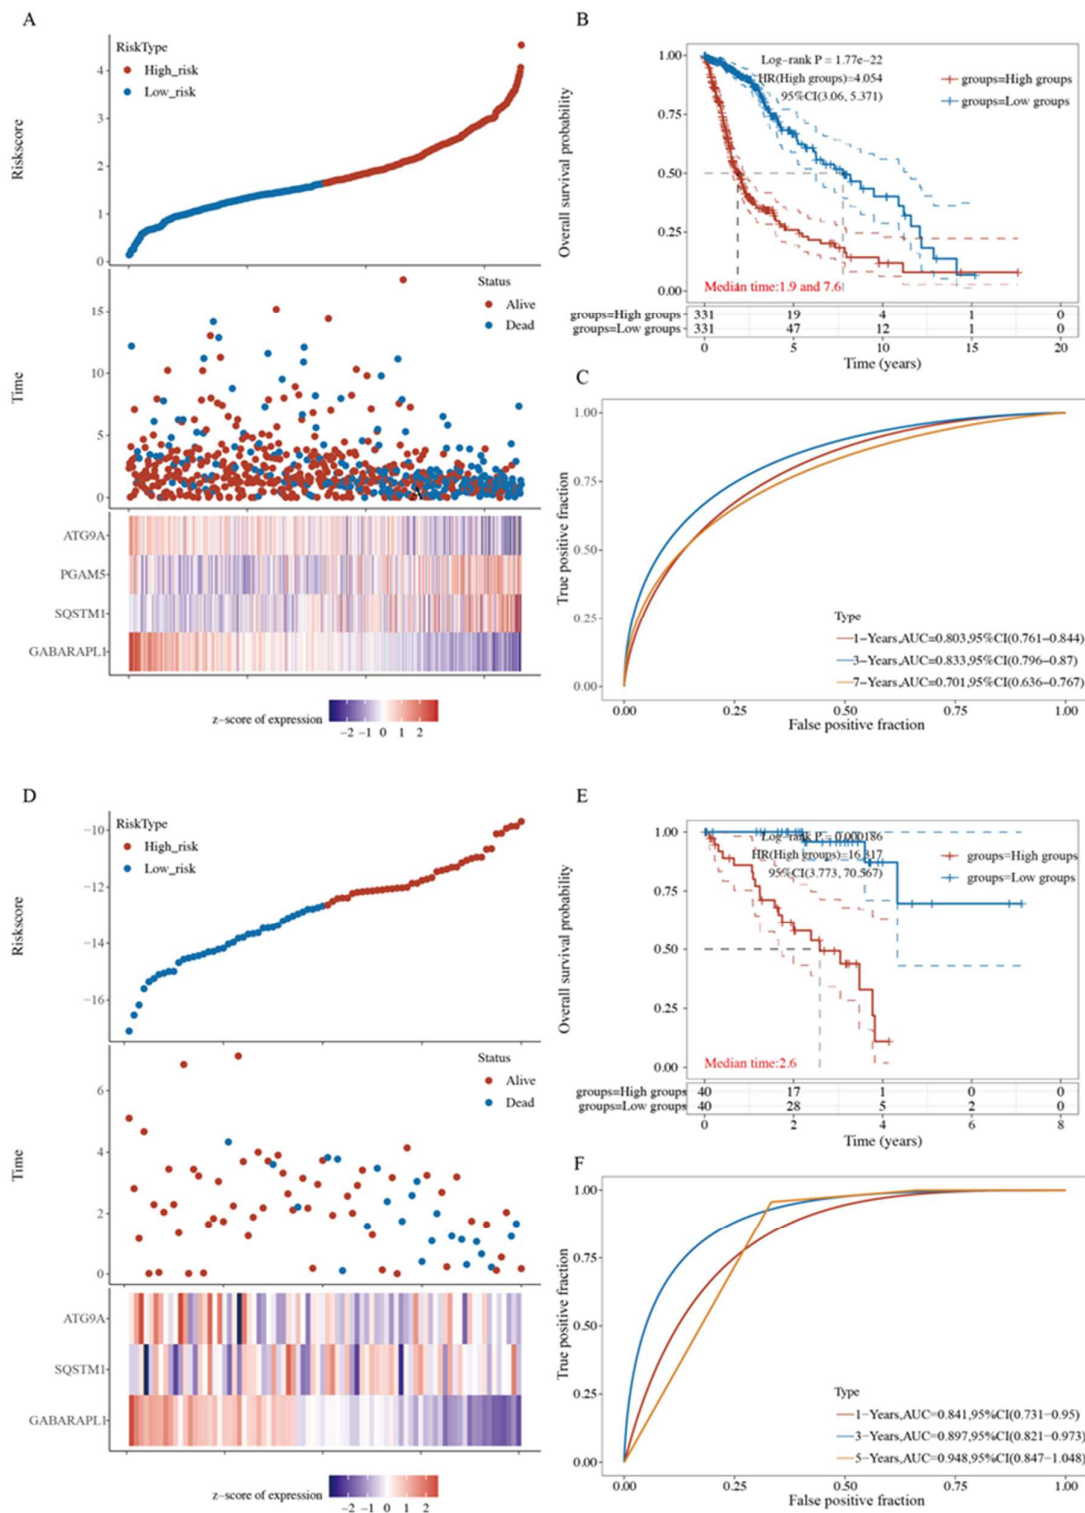 A
RiskType
High_risk
Low_risk
Riskscore
4
3
2
1
0
Status
Alive
Dead
Time
15
10
5
0
A
ATG9A
PGAM5
SQSTM1
GABARAPL1
z-score of expression
-2 -1 0 1 2
B
Overall survival probability
1.00
0.75
0.50
0.25
0.00
Log-rank P = 1.77e-22
HR(High groups)=4.054
95%CI(3.06, 5.371)
groups=High groups
groups=Low groups
Median time:1.9 and 7.6
groups=High groups 331 19 4 1 0
groups=Low groups 331 47 12 1 0
0 5 10 15 20
Time (years)
C
True positive fraction
1.00
0.75
0.50
0.25
0.00
Type
1-Years,AUC=0.803,95%CI(0.761-0.844)
3-Years,AUC=0.833,95%CI(0.796-0.87)
7-Years,AUC=0.701,95%CI(0.636-0.767)
0.00 0.25 0.50 0.75 1.00
False positive fraction
D
RiskType
High_risk
Low_risk
Riskscore
-10
-12
-14
-16
Status
Alive
Dead
Time
6
4
2
0
ATG9A
SQSTM1
GABARAPL1
z-score of expression
-2 -1 0 1 2
E
Overall survival probability
1.00
0.75
0.50
0.25
0.00
Log-rank P = 0.000186
HR(High groups)=16.317
95%CI(3.773, 70.567)
groups=High groups
groups=Low groups
Median time:2.6
groups=High groups 40 17 1 0 0
groups=Low groups 40 28 5 2 0
0 2 4 6 8
Time (years)
F
True positive fraction
1.00
0.75
0.50
0.25
0.00
Type
1-Years,AUC=0.841,95%CI(0.731-0.95)
3-Years,AUC=0.897,95%CI(0.821-0.973)
5-Years,AUC=0.948,95%CI(0.847-1.048)
0.00 0.25 0.50 0.75 1.00
False positive fraction